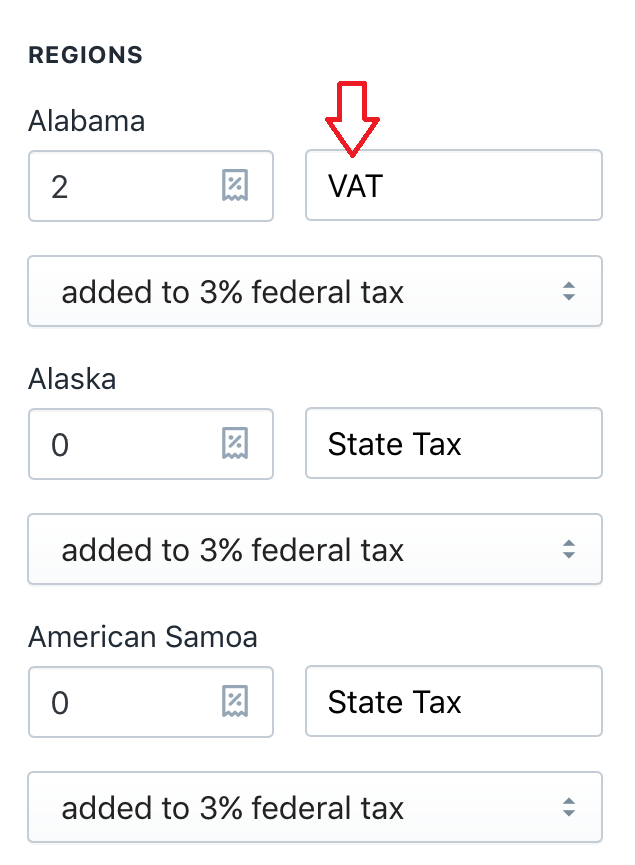 REGIONS
Alabama
2 VAT
added to 3% federal tax
Alaska
0 State Tax
added to 3% federal tax
American Samoa
0 State Tax
added to 3% federal tax